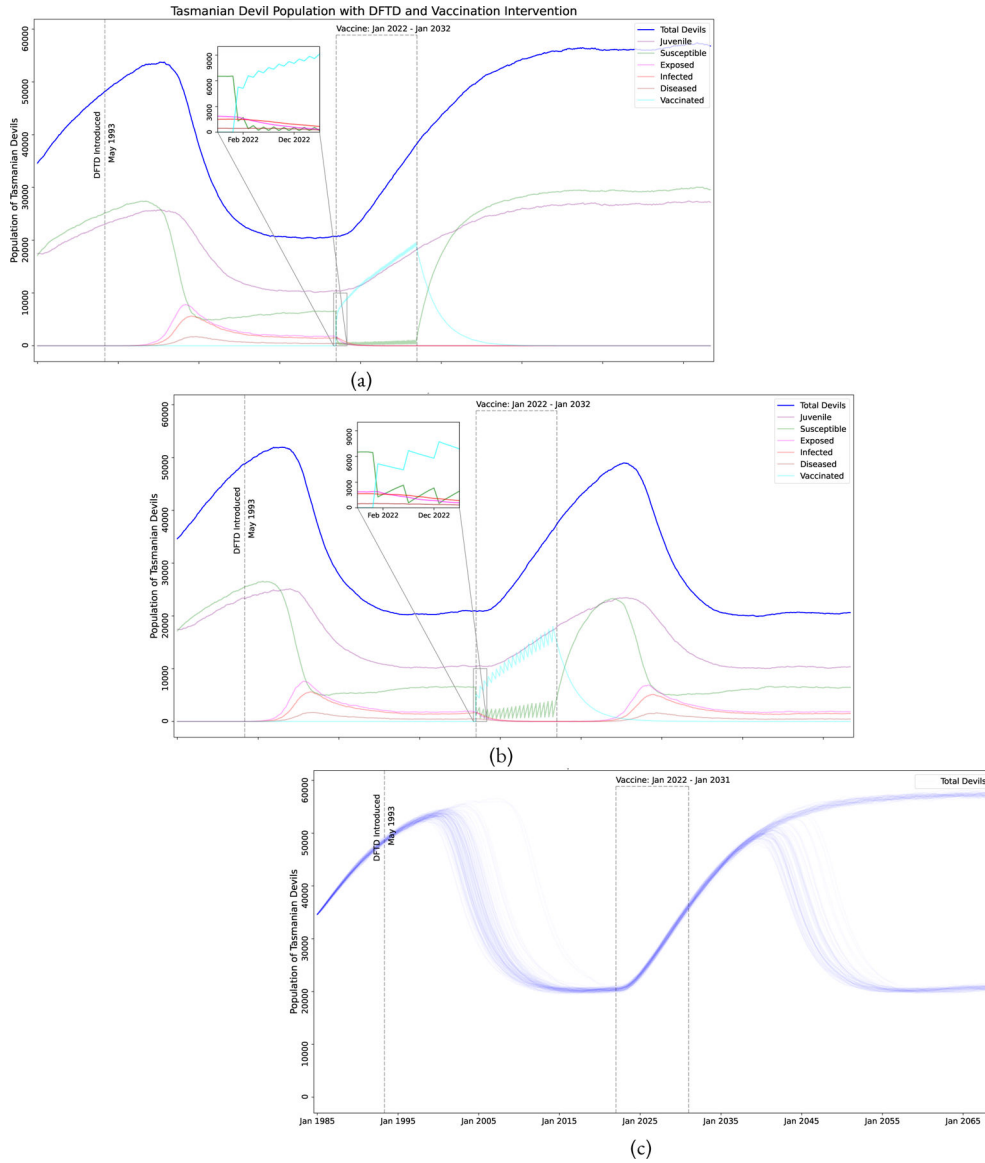 Tasmanian Devil Population with DFTD and Vaccination Intervention
Vaccine: Jan 2022 - Jan 2032
Population of Tasmanian Devils
60000
50000
40000
30000
20000
10000
0
DFTD Introduced
May 1993
9000
6000
3000
0
Feb 2022
Dec 2022
Total Devils
Juvenile
Susceptible
Exposed
Infected
Diseased
Vaccinated
(a)
Vaccine: Jan 2022 - Jan 2032
Population of Tasmanian Devils
60000
50000
40000
30000
20000
10000
0
DFTD Introduced
May 1993
9000
6000
3000
0
Feb 2022
Dec 2022
Total Devils
Juvenile
Susceptible
Exposed
Infected
Diseased
Vaccinated
(b)
Vaccine: Jan 2022 - Jan 2031
Population of Tasmanian Devils
60000
50000
40000
30000
20000
10000
0
DFTD Introduced
May 1993
Total Devils
Jan 1985
Jan 1995
Jan 2005
Jan 2015
Jan 2025
Jan 2035
Jan 2045
Jan 2055
Jan 2065
(c)